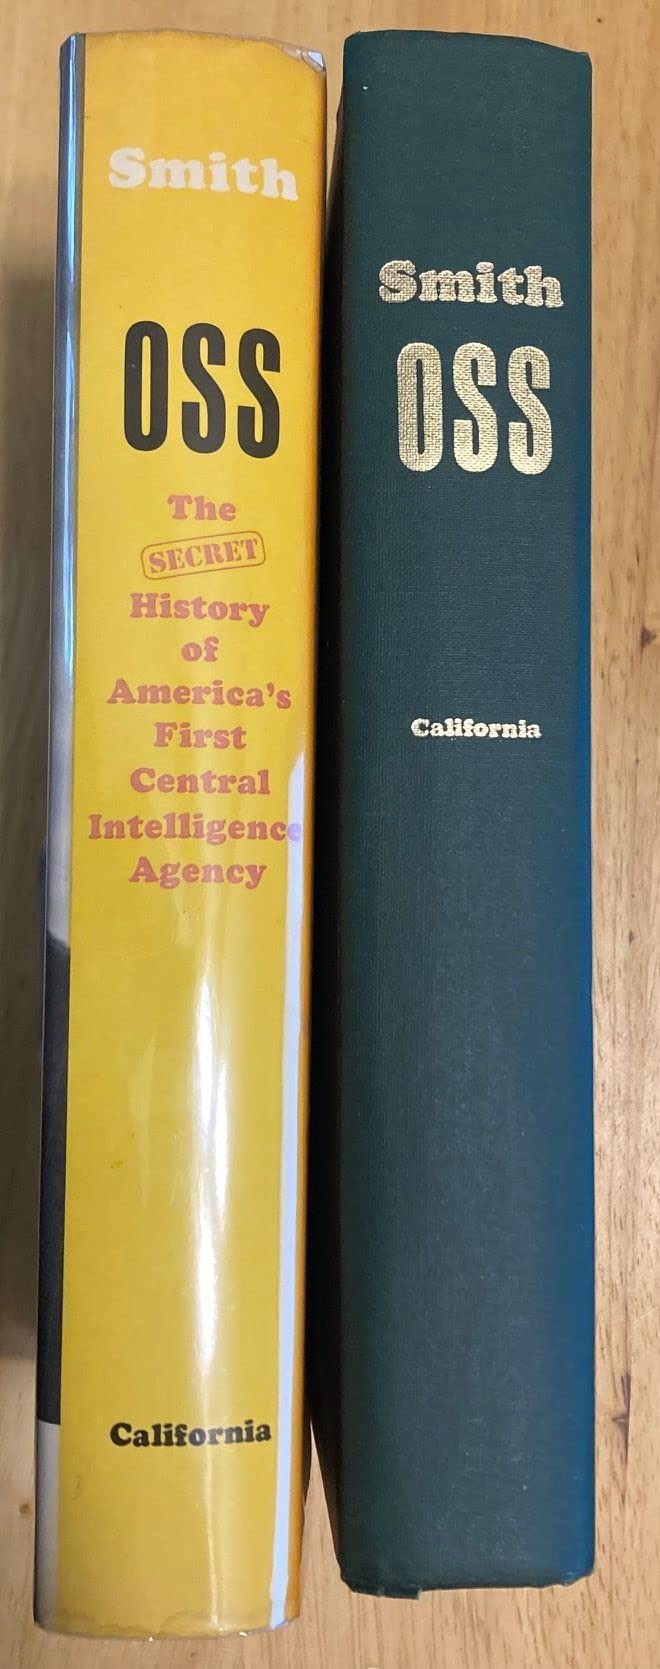 Smith
OSS
The
SECRET
History
of
America's
First
Central
Intelligence
Agency
California
Smith
OSS
California